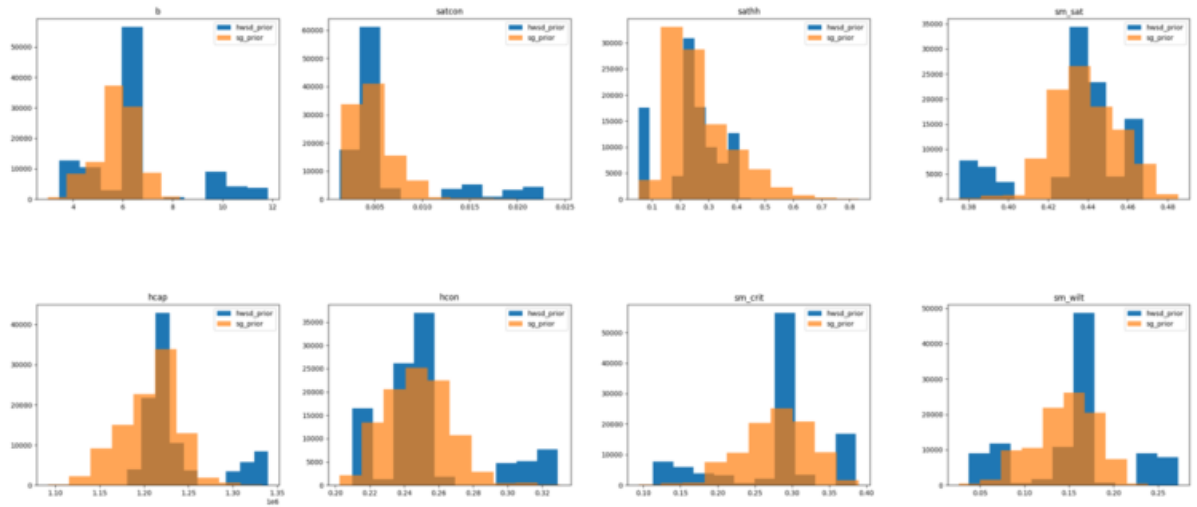 b
hwsd_prior
sg_prior
50000
40000
30000
20000
10000
0
4 6 8 10 12
satcon
hwsd_prior
sg_prior
60000
50000
40000
30000
20000
10000
0
0.005 0.010 0.015 0.020 0.025
sathh
hwsd_prior
sg_prior
30000
25000
20000
15000
10000
5000
0
0.1 0.2 0.3 0.4 0.5 0.6 0.7 0.8
sm_sat
hwsd_prior
sg_prior
35000
30000
25000
20000
15000
10000
5000
0
0.38 0.40 0.42 0.44 0.46 0.48
hcap
hwsd_prior
sg_prior
40000
30000
20000
10000
0
1.10 1.15 1.20 1.25 1.30 1.35
1e6
hcon
hwsd_prior
sg_prior
35000
30000
25000
20000
15000
10000
5000
0
0.20 0.22 0.24 0.26 0.28 0.30 0.32
sm_crit
hwsd_prior
sg_prior
50000
40000
30000
20000
10000
0
0.10 0.15 0.20 0.25 0.30 0.35 0.40
sm_wilt
hwsd_prior
sg_prior
50000
40000
30000
20000
10000
0
0.05 0.10 0.15 0.20 0.25